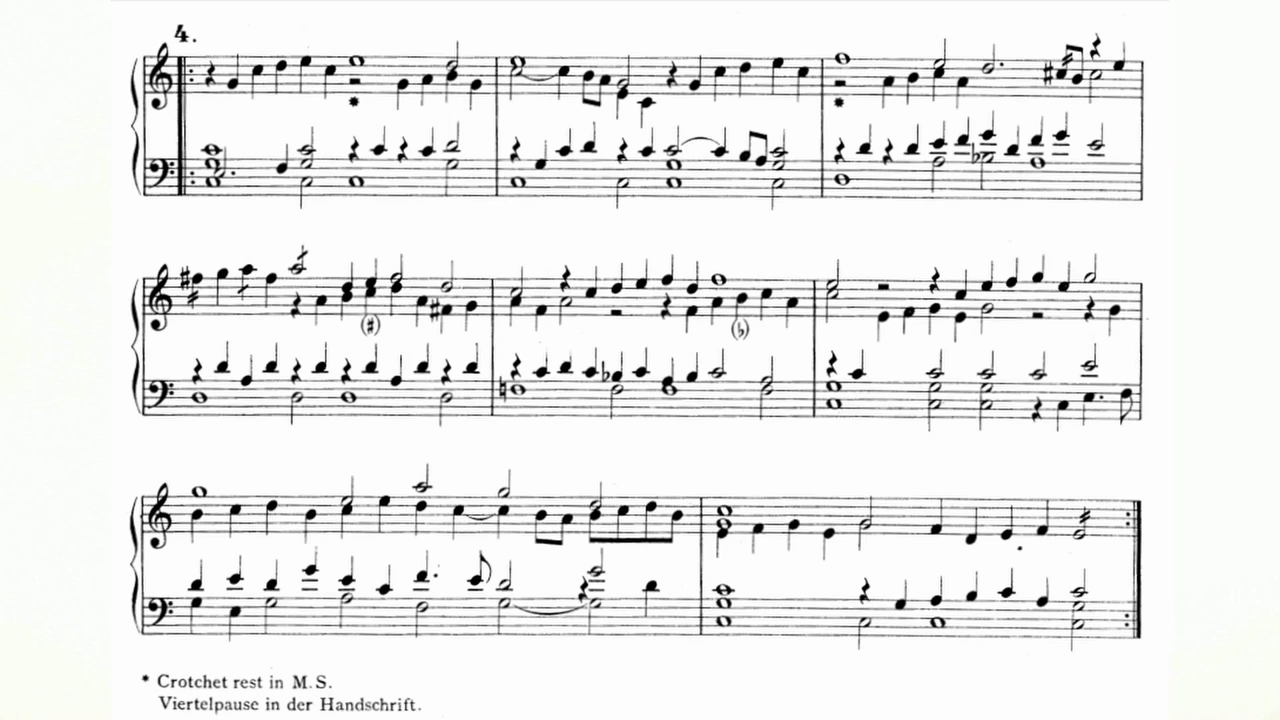 4.
* Crotchet rest in M. S.
Viertelpause in der Handschrift.